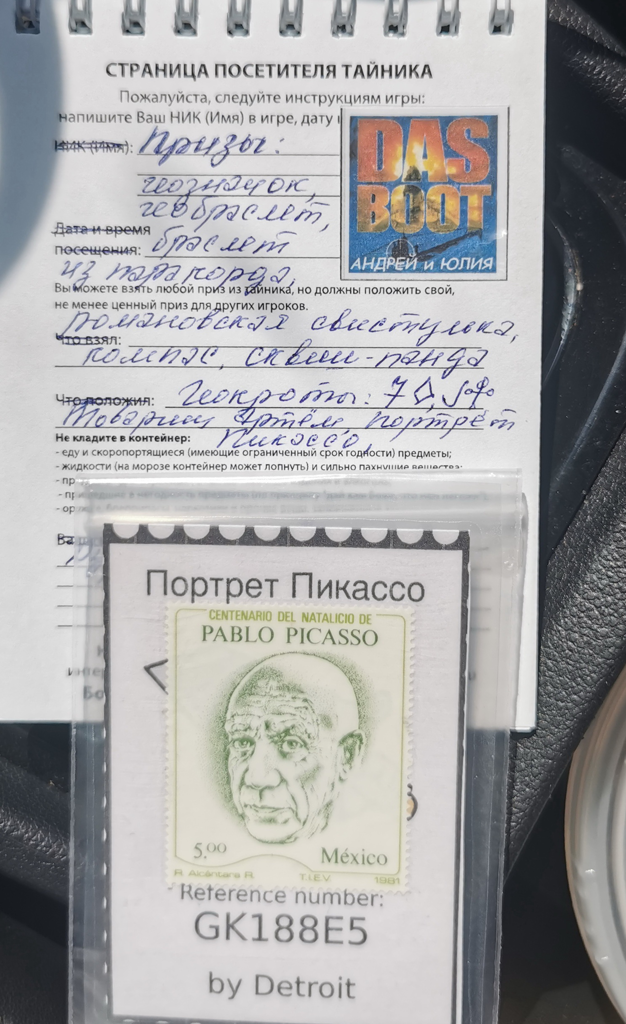 СТРАНИЦА ПОСЕТИТЕЛЯ ТАЙНИКА
Пожалуйста, следуйте инструкциям игры:
напишите Ваш НИК (Имя) в игре, дату
НИК (Имя): Призы:
геозначок,
геобраслет,
Дата и время
посещения: браслет
из паракорда,
DAS
BOOT
АНДРЕЙ и ЮЛИЯ
Вы можете взять любой приз из тайника, но должны положить свой,
не менее ценный приз для других игроков.
романовская свистулька,
Что взял:
компас, сквиш-панда
Что положил: Геокроты:
Товарищ Артём, портрет
Пикассо,
Не кладите в контейнер:
- еду и скоропортящиеся (имеющие ограниченный срок годности) предметы;
- жидкости (на морозе контейнер может лопнуть) и сильно пахнущие вещества;
Портрет Пикассо
CENTENARIO DEL NATALICIO DE
PABLO PICASSO
5.00
México
R. Alcántara R. T.I.E.V. 1981
Reference number:
GK188E5
by Detroit